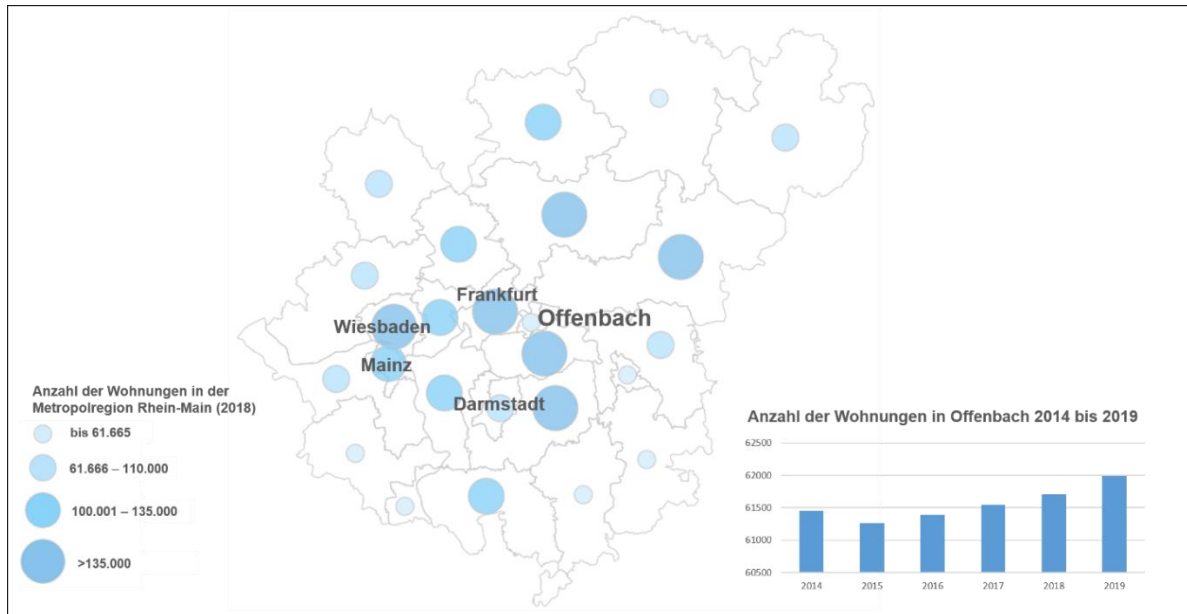 Frankfurt
Offenbach
Wiesbaden
Mainz
Darmstadt
Anzahl der Wohnungen in der
Metropolregion Rhein-Main (2018)
bis 61.665
61.666 – 110.000
100.001 – 135.000
>135.000
Anzahl der Wohnungen in Offenbach 2014 bis 2019
62500
62000
61500
61000
60500
2014 2015 2016 2017 2018 2019